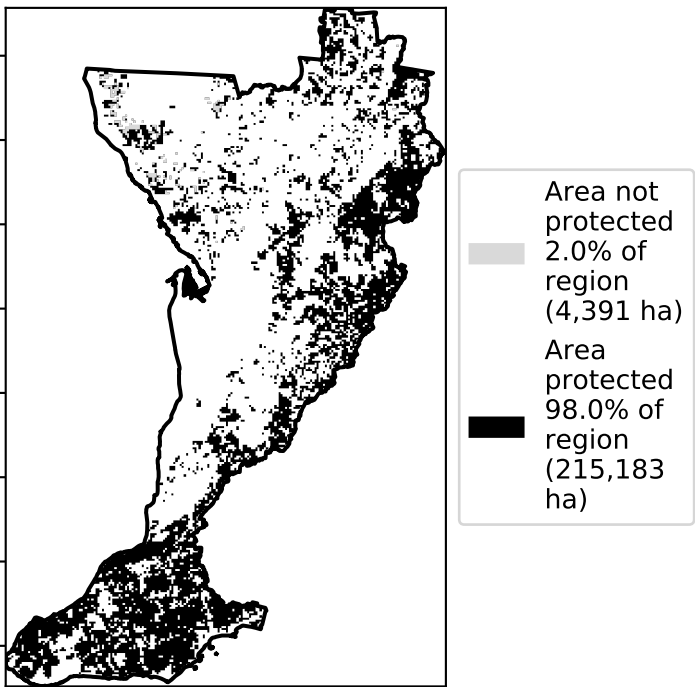 Area not
protected
2.0% of
region
(4,391 ha)
Area
protected
98.0% of
region
(215,183
ha)